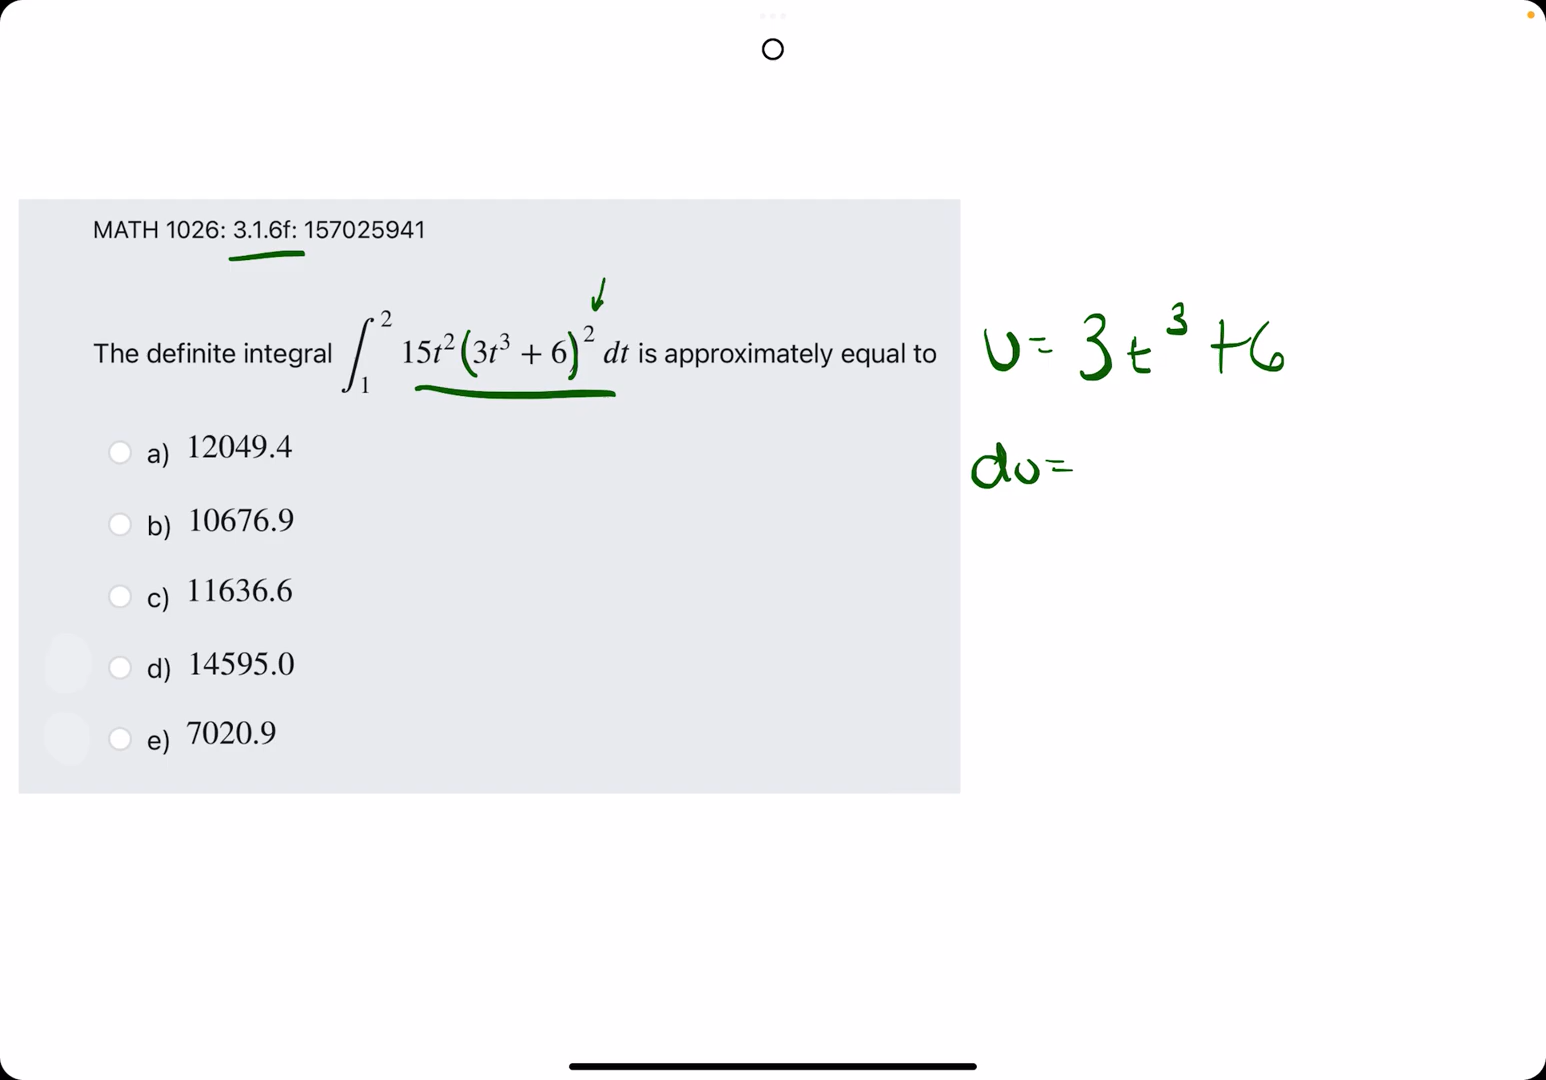 MATH 1026: 3.1.6f: 157025941
The definite integral ∫₁² 15t²(3t³ + 6)² dt is approximately equal to
a) 12049.4
b) 10676.9
c) 11636.6
d) 14595.0
e) 7020.9
u = 3t³ + 6
du =